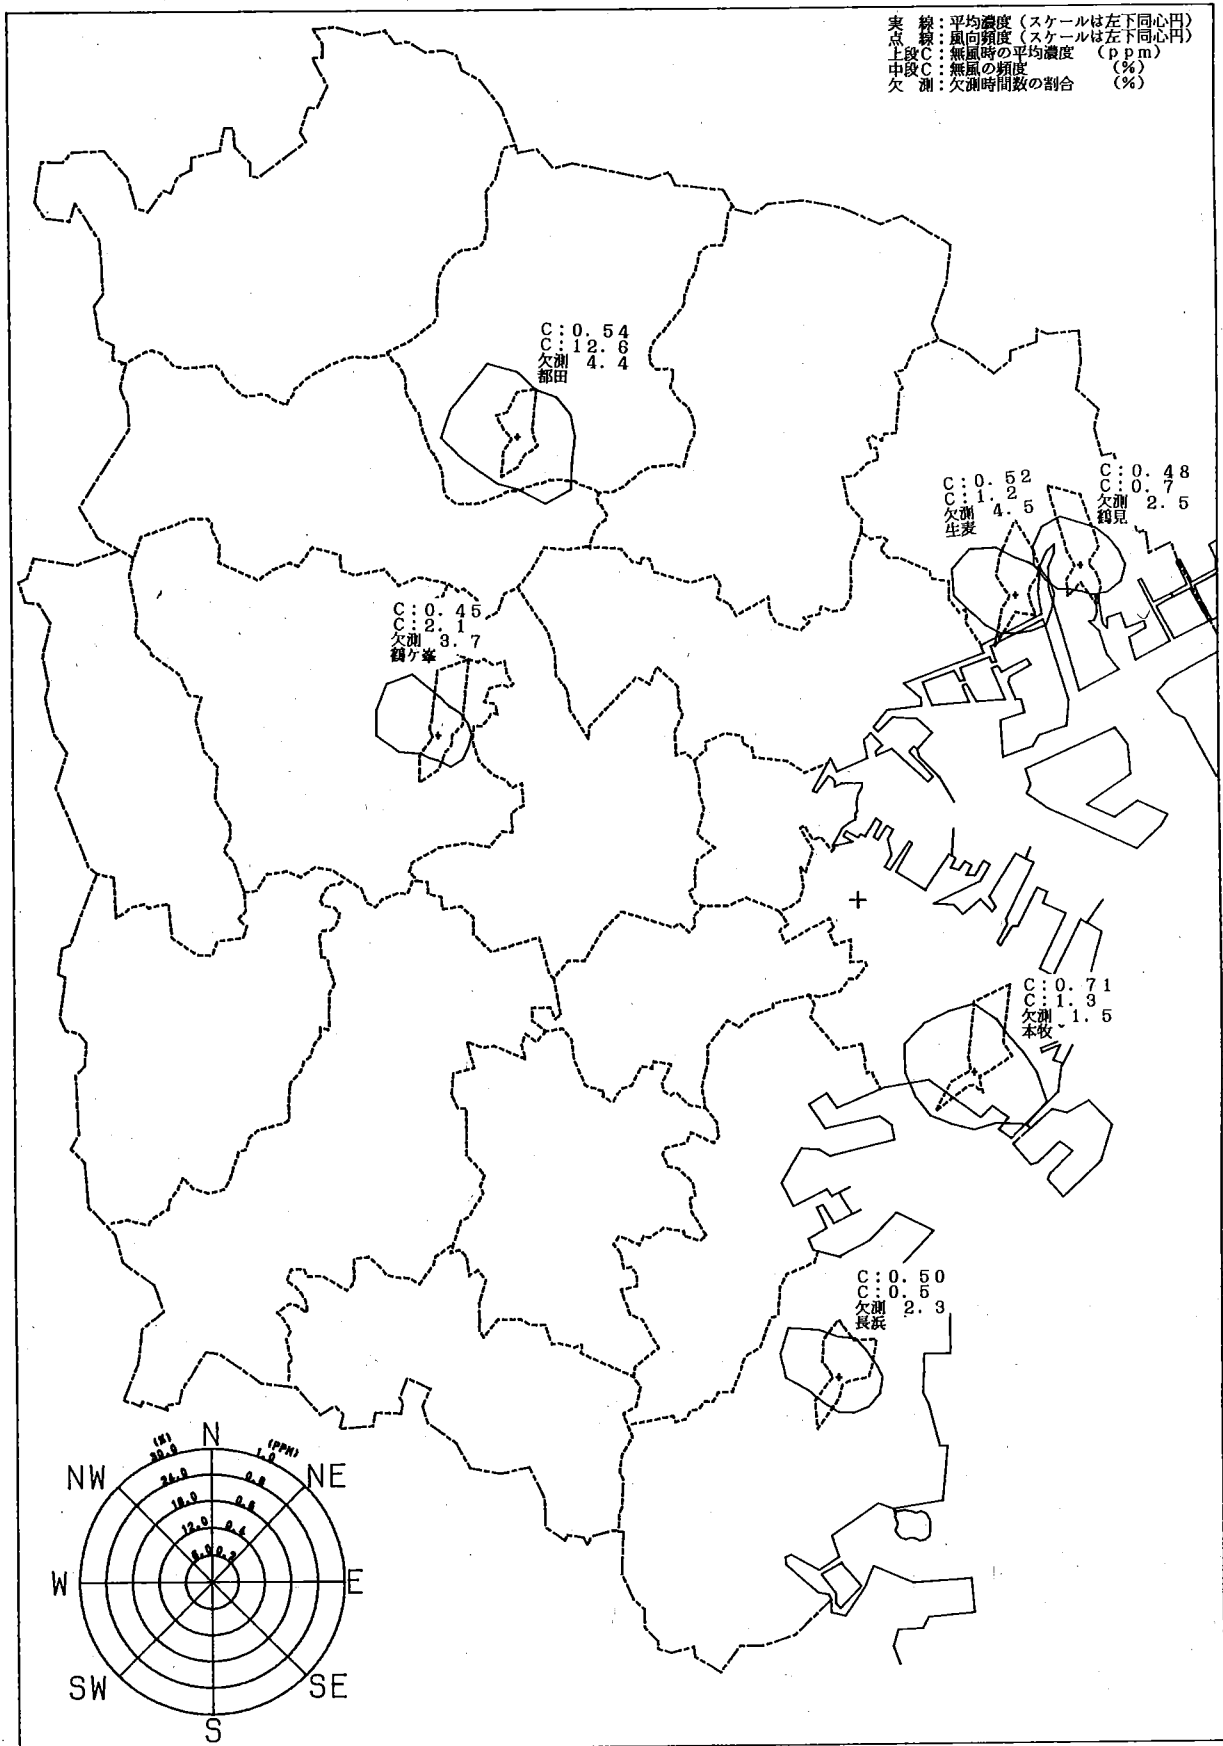 実　線：平均濃度（スケールは左下同心円）
点　線：風向頻度（スケールは左下同心円）
上段C：無風時の平均濃度　（ｐｐｍ）
中段C：無風の頻度　（％）
欠　測：欠測時間数の割合　（％）
C：0.54
C：12.6
欠測　4.4
都田
C：0.48
C：0.7
欠測　2.5
鶴見
C：0.52
C：1.2
欠測　4.5
生麦
C：0.45
C：2.1
欠測　3.7
鶴ケ峯
C：0.71
C：1.3
欠測　1.5
本牧
C：0.50
C：0.5
欠測　2.3
長浜
N
(%) (PPM)
30.0 1.0
NW NE
24.0 0.8
18.0 0.6
12.0 0.4
6.0 0.2
W E
SW SE
S